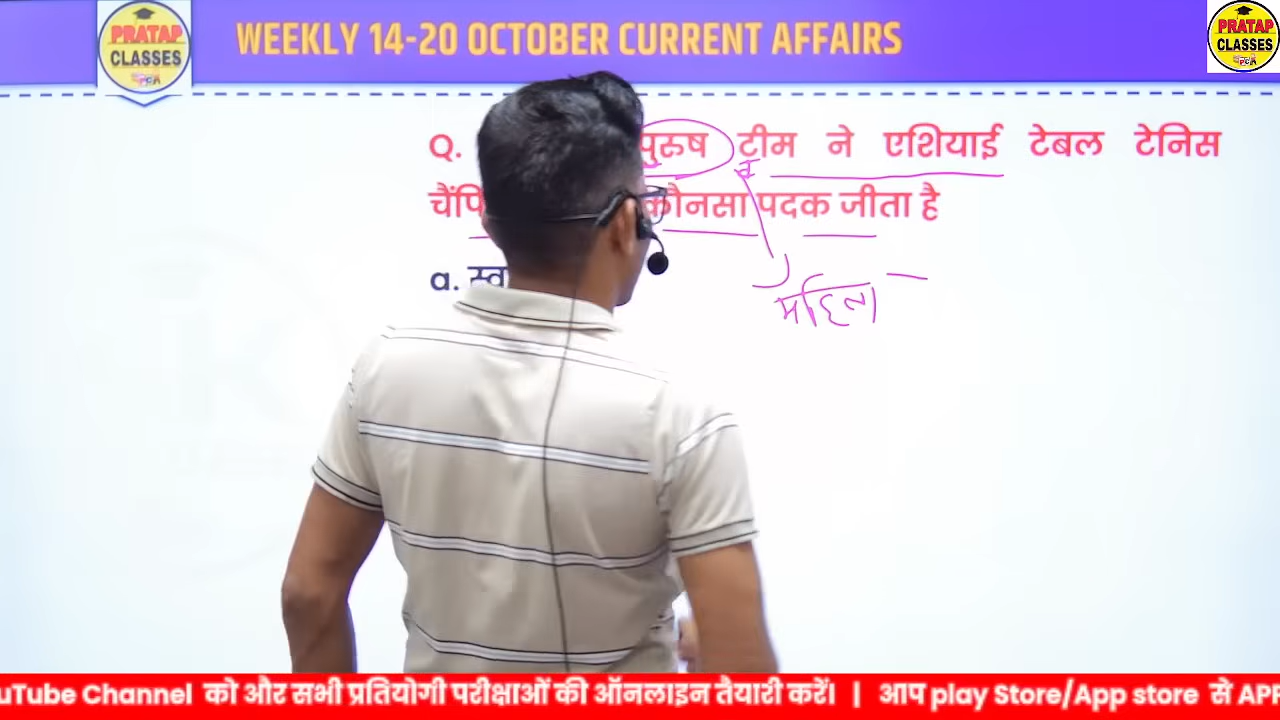 PRATAP
CLASSES
WEEKLY 14-20 OCTOBER CURRENT AFFAIRS
PRATAP
CLASSES
Q. पुरुष टीम ने एशियाई टेबल टेनिस
कौनसा पदक जीता है
a.
महिला
uTube Channel को और सभी प्रतियोगी परीक्षाओं की ऑनलाइन तैयारी करें। | आप play Store/App store से APP